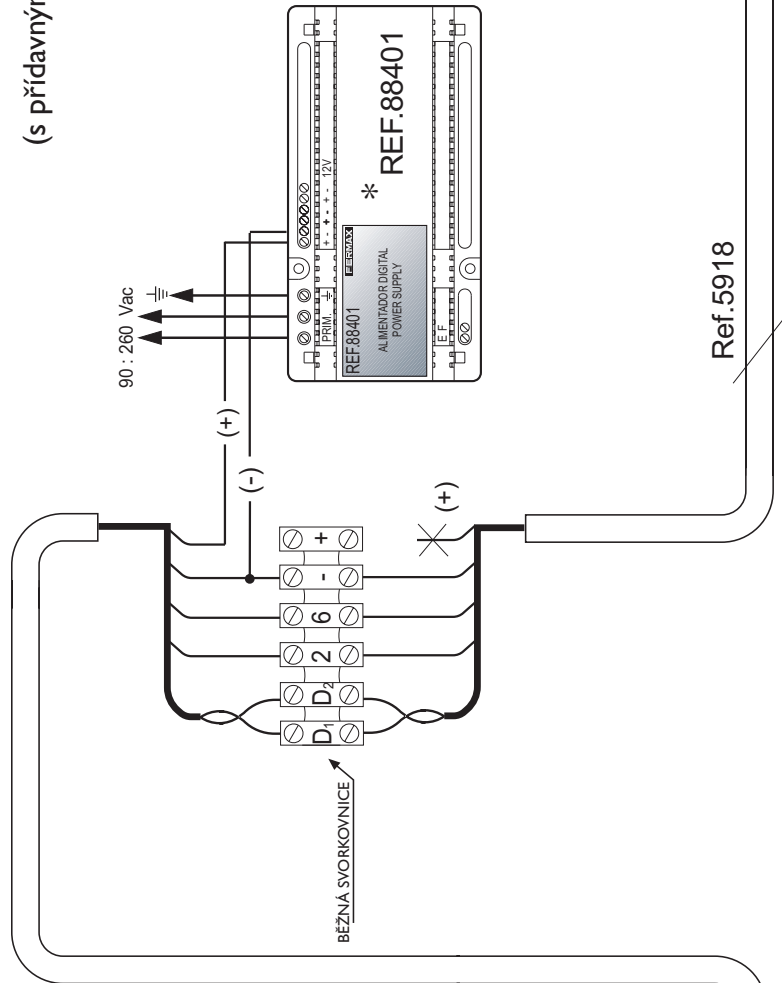 (s přídavným
90 : 260 Vac
(+)
(-)
+ - + - + - 12V
PRIM.
REF.88401
FERMAX
ALIMENTADOR DIGITAL
POWER SUPPLY
* REF.88401
E F
D1 D2 2 6 - +
(+)
BĚŽNÁ SVORKOVNICE
Ref.5918